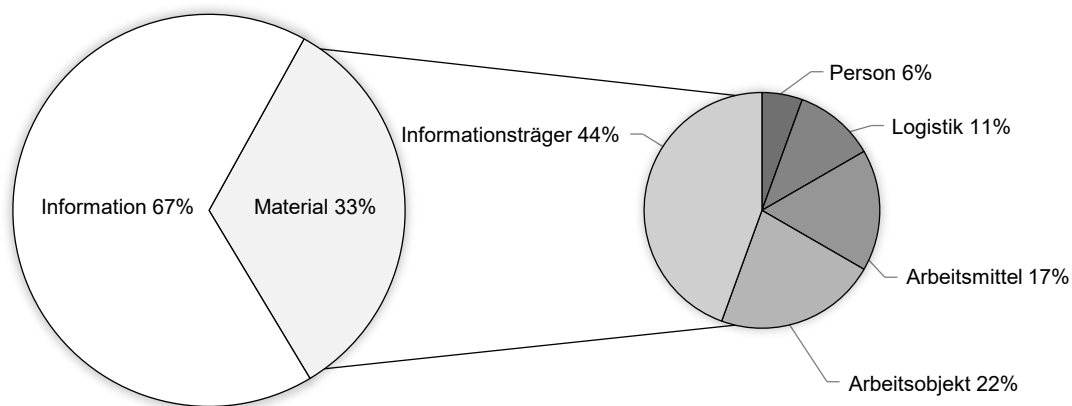 Person 6%
Logistik 11%
Informationsträger 44%
Information 67%
Material 33%
Arbeitsmittel 17%
Arbeitsobjekt 22%